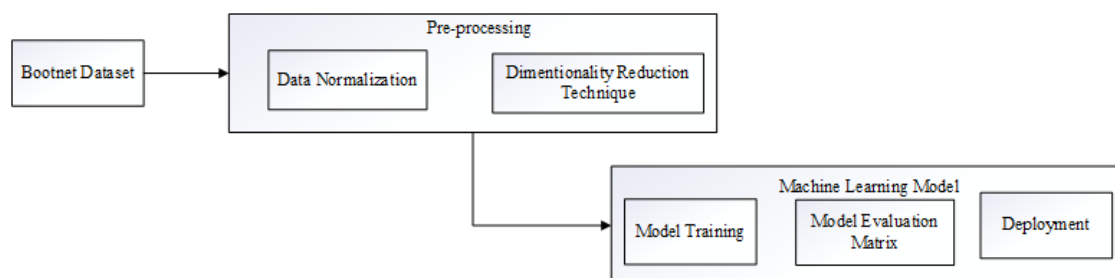 Pre-processing
Bootnet Dataset
Data Normalization
Dimentionality Reduction
Technique
Machine Learning Model
Model Training
Model Evaluation
Matrix
Deployment